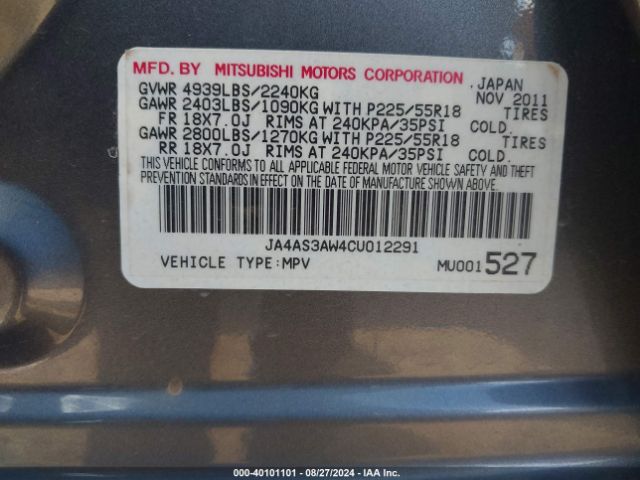 MFD. BY MITSUBISHI MOTORS CORPORATION, JAPAN
GVWR 4939LBS/2240KG NOV 2011
GAWR 2403LBS/1090KG WITH P225/55R18 TIRES
FR 18X7.0J RIMS AT 240KPA/35PSI COLD.
GAWR 2800LBS/1270KG WITH P225/55R18 TIRES
RR 18X7.0J RIMS AT 240KPA/35PSI COLD.
THIS VEHICLE CONFORMS TO ALL APPLICABLE FEDERAL MOTOR VEHICLE SAFETY AND THEFT
PREVENTION STANDARDS IN EFFECT ON THE DATE OF MANUFACTURE SHOWN ABOVE.
JA4AS3AW4CU012291
VEHICLE TYPE:MPV MU001527
000-40101101 - 08/27/2024 - IAA Inc.